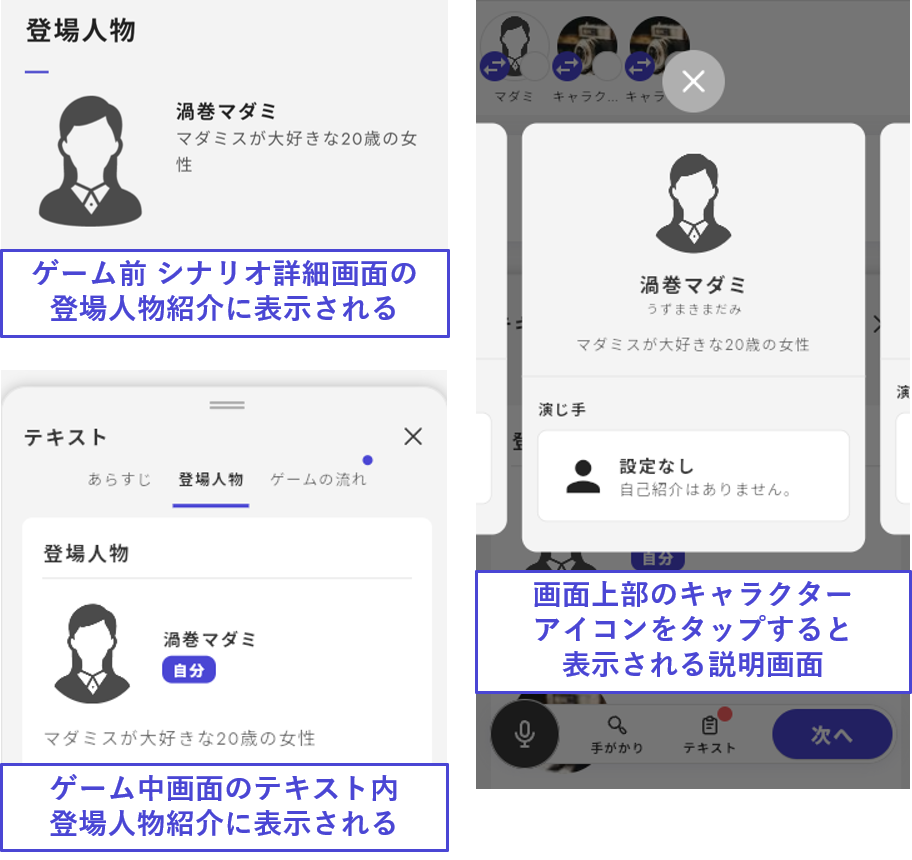 登場人物
渦巻マダミ
マダミスが大好きな20歳の女
性
ゲーム前 シナリオ詳細画面の
登場人物紹介に表示される
テキスト
あらすじ
登場人物
ゲームの流れ
登場人物
渦巻マダミ
自分
マダミスが大好きな20歳の女性
ゲーム中画面のテキスト内
登場人物紹介に表示される
マダミ
キャラク...
キャラ
渦巻マダミ
うずまきまだみ
マダミスが大好きな20歳の女性
演じ手
設定なし
自己紹介はありません。
演
自分
画面上部のキャラクター
アイコンをタップすると
表示される説明画面
手がかり
テキスト
次へ